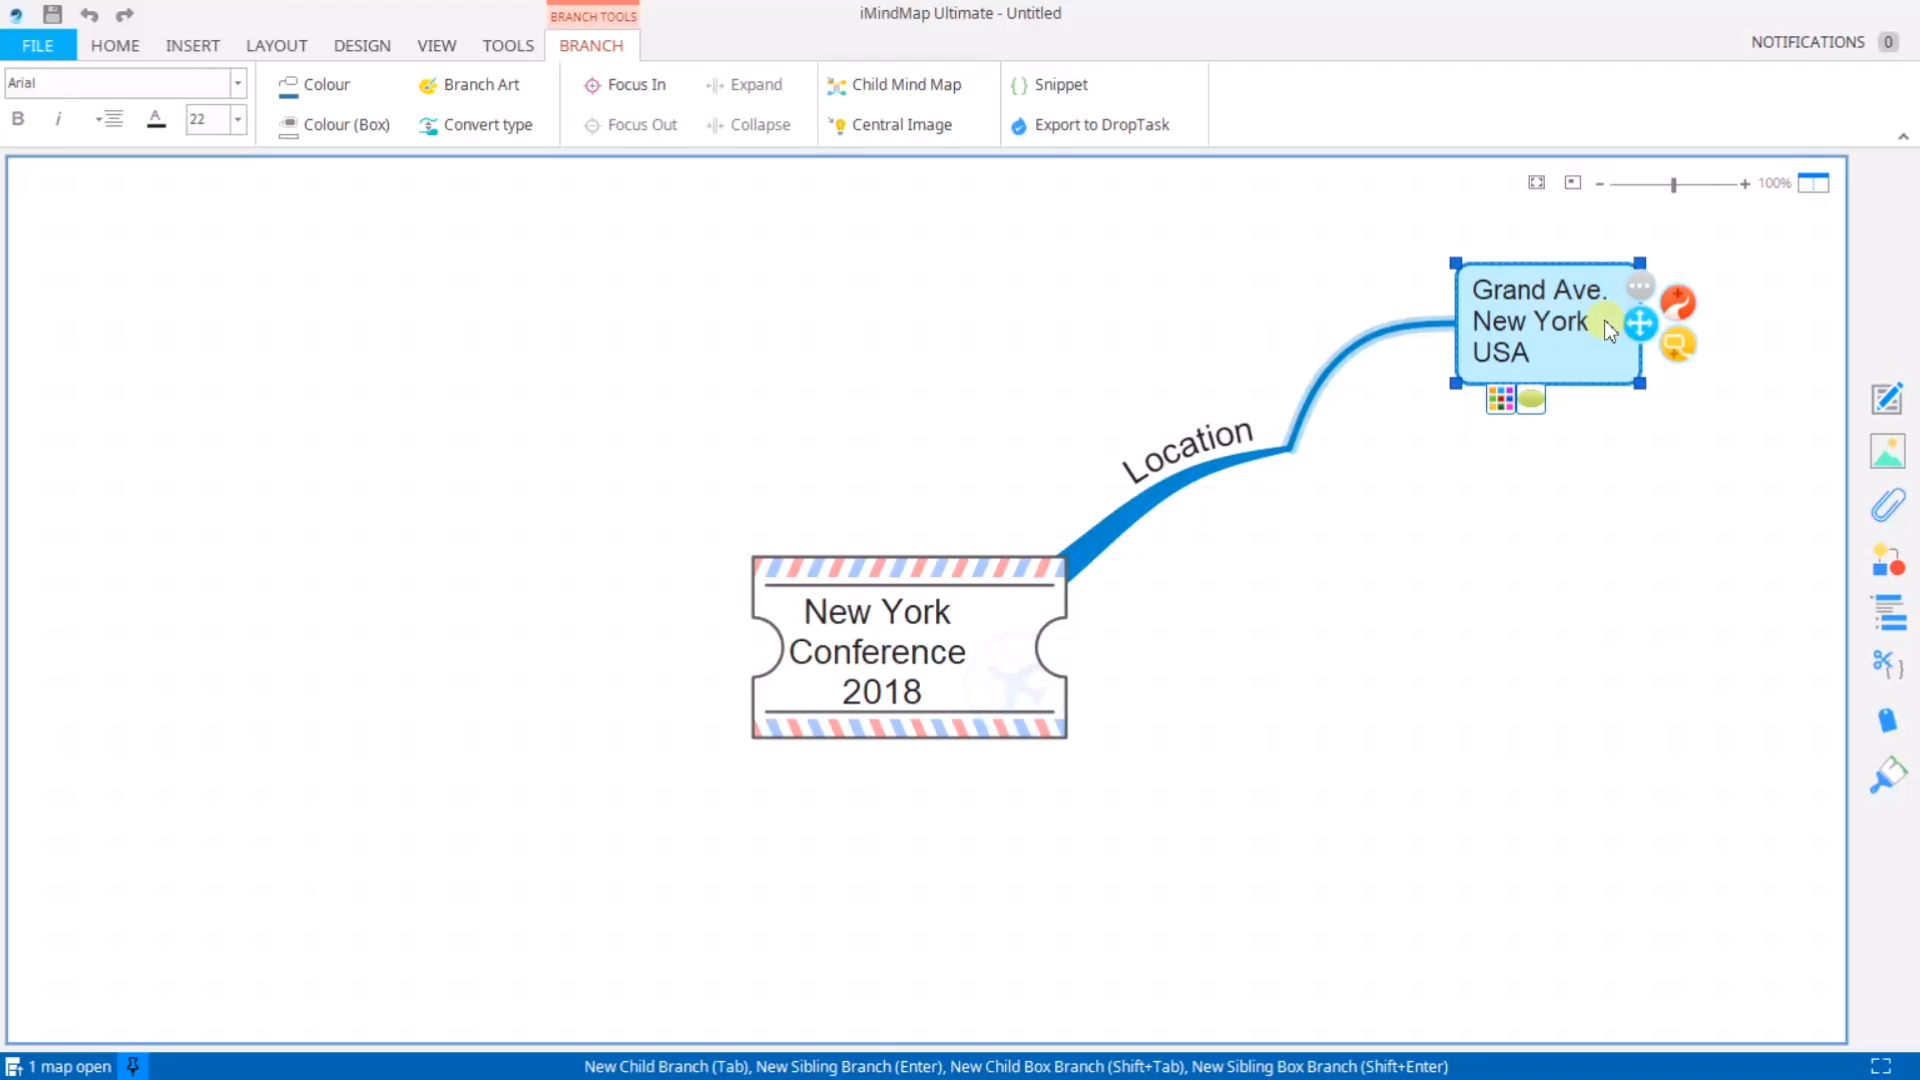 BRANCH TOOLS
iMindMap Ultimate - Untitled
FILE HOME INSERT LAYOUT DESIGN VIEW TOOLS BRANCH
NOTIFICATIONS 0
Arial
Colour
Branch Art
Focus In
Expand
Child Mind Map
Snippet
B i A 22
Colour (Box)
Convert type
Focus Out
Collapse
Central Image
Export to DropTask
100%
Grand Ave.
New York
USA
Location
New York
Conference
2018
1 map open
New Child Branch (Tab), New Sibling Branch (Enter), New Child Box Branch (Shift+Tab), New Sibling Box Branch (Shift+Enter)